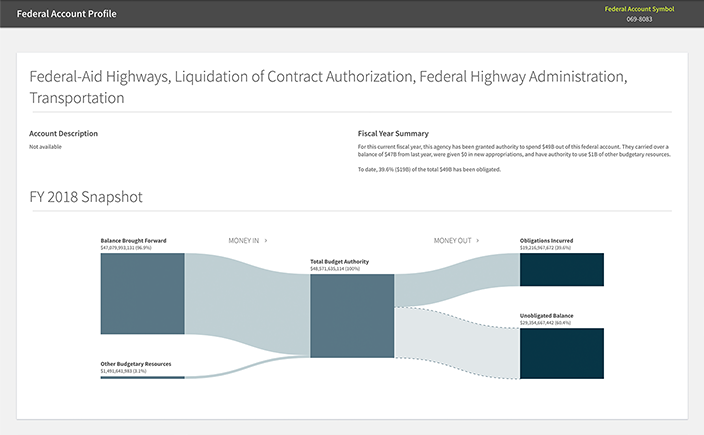 Federal Account Profile
Federal Account Symbol
069-8083
Federal-Aid Highways, Liquidation of Contract Authorization, Federal Highway Administration,
Transportation
Account Description
Not available
Fiscal Year Summary
For this current fiscal year, this agency has been granted authority to spend $49B out of this federal account. They carried over
a balance of $47B from last year, were given $0 in new appropriations, and have authority to use $1B of other budgetary resources.
To date, 39.6% ($19B) of the total $49B has been obligated.
FY 2018 Snapshot
Balance Brought Forward
$47,079,993,131 (96.9%)
MONEY IN >
Total Budget Authority
$48,571,635,114 (100%)
MONEY OUT >
Obligations Incurred
$19,216,967,672 (39.6%)
Unobligated Balance
$29,354,667,442 (60.4%)
Other Budgetary Resources
$1,491,641,983 (3.1%)